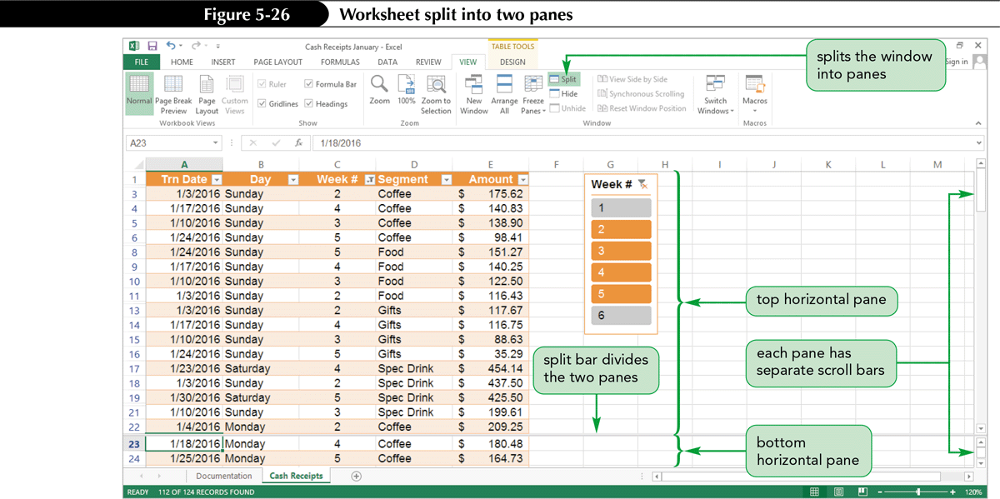 Figure 5-26 Worksheet split into two panes
Cash Receipts January - Excel
TABLE TOOLS
Sign in
FILE HOME INSERT PAGE LAYOUT FORMULAS DATA REVIEW VIEW DESIGN
splits the window
into panes
Normal Page Break Preview Page Layout Custom Views
Workbook Views
Ruler Formula Bar
Gridlines Headings
Show
Zoom 100% Zoom to Selection
Zoom
New Window Arrange All Freeze Panes
Split
Hide
Unhide
View Side by Side
Synchronous Scrolling
Reset Window Position
Switch Windows
Window
Macros
Macros
A23 fx 1/18/2016
A B C D E F G H I J K L M
1 Trn Date Day Week # Segment Amount
3 1/3/2016 Sunday 2 Coffee $ 175.62
4 1/17/2016 Sunday 4 Coffee $ 140.83
5 1/10/2016 Sunday 3 Coffee $ 138.90
6 1/24/2016 Sunday 5 Coffee $ 98.41
8 1/24/2016 Sunday 5 Food $ 151.27
9 1/17/2016 Sunday 4 Food $ 140.25
10 1/10/2016 Sunday 3 Food $ 122.50
11 1/3/2016 Sunday 2 Food $ 116.43
13 1/3/2016 Sunday 2 Gifts $ 117.67
14 1/17/2016 Sunday 4 Gifts $ 116.75
15 1/10/2016 Sunday 3 Gifts $ 88.63
16 1/24/2016 Sunday 5 Gifts $ 35.29
17 1/23/2016 Saturday 4 Spec Drink $ 454.14
18 1/3/2016 Sunday 2 Spec Drink $ 437.50
19 1/30/2016 Saturday 5 Spec Drink $ 425.50
21 1/10/2016 Sunday 3 Spec Drink $ 199.61
22 1/4/2016 Monday 2 Coffee $ 209.25
23 1/18/2016 Monday 4 Coffee $ 180.48
24 1/25/2016 Monday 5 Coffee $ 164.73
Week #
1
2
3
4
5
6
top horizontal pane
each pane has
separate scroll bars
split bar divides
the two panes
bottom
horizontal pane
Documentation Cash Receipts
READY 112 OF 124 RECORDS FOUND 120%